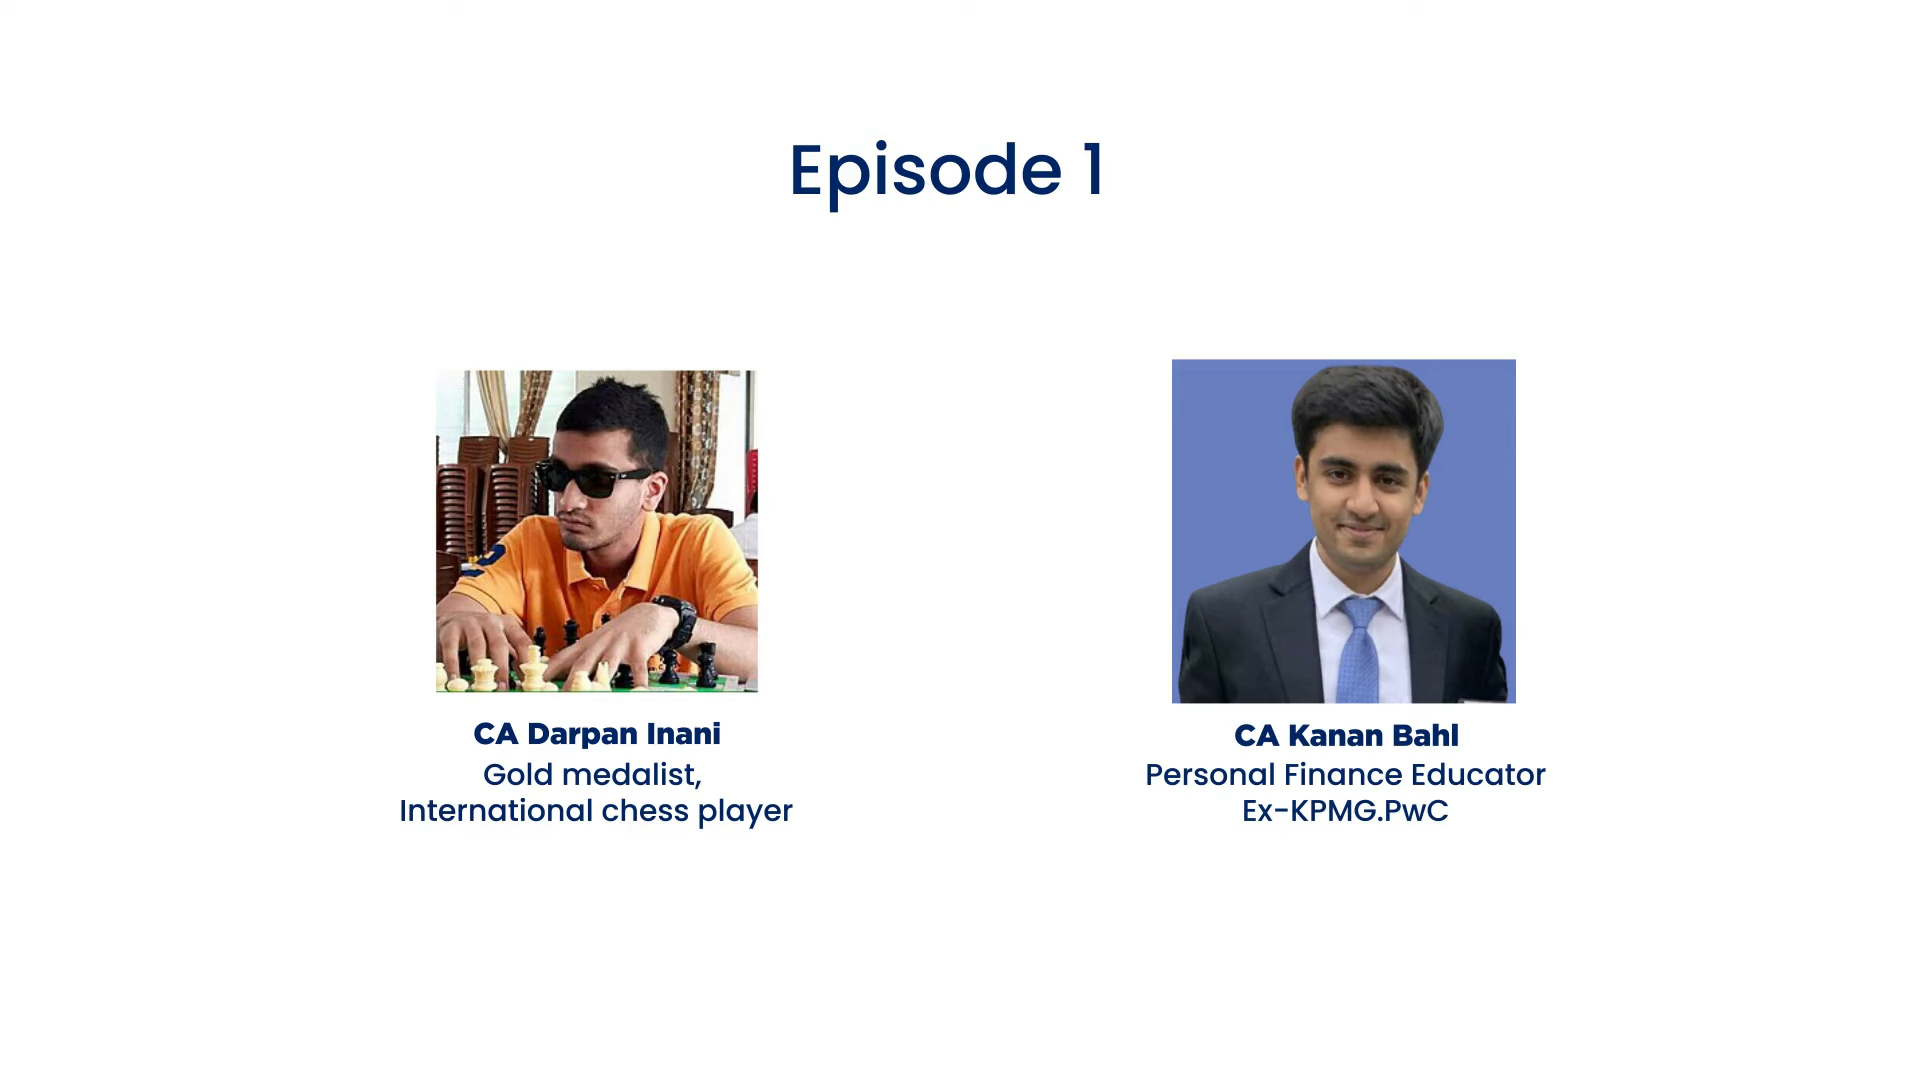 Episode 1
CA Darpan Inani
Gold medalist,
International chess player
CA Kanan Bahl
Personal Finance Educator
Ex-KPMG.PwC